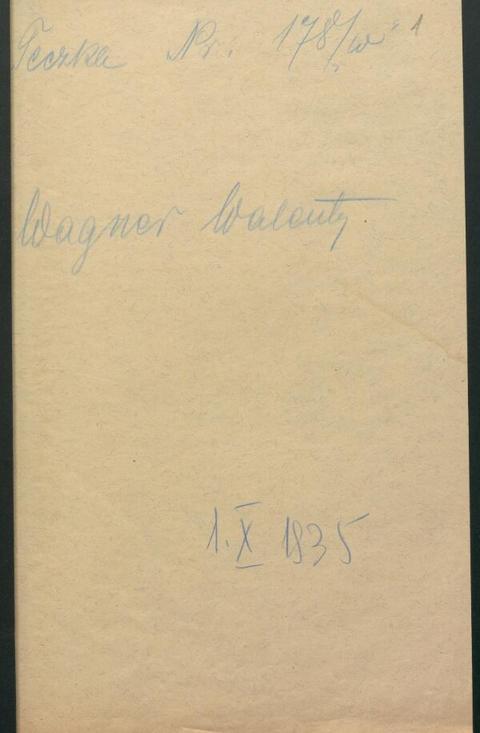 Teczka Nr. 178/w 1
Wagner Walenty
1.X 1835